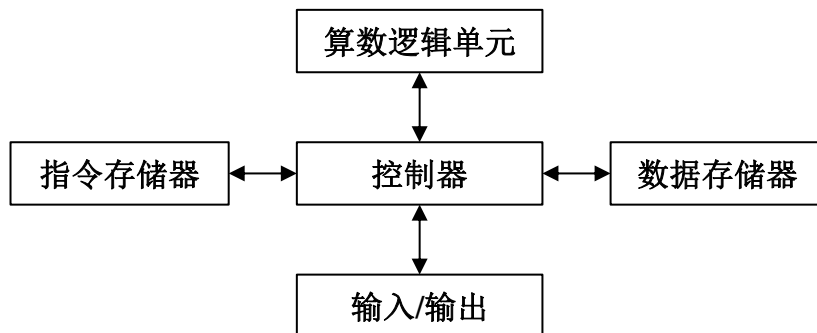 算数逻辑单元
指令存储器
控制器
数据存储器
输入/输出